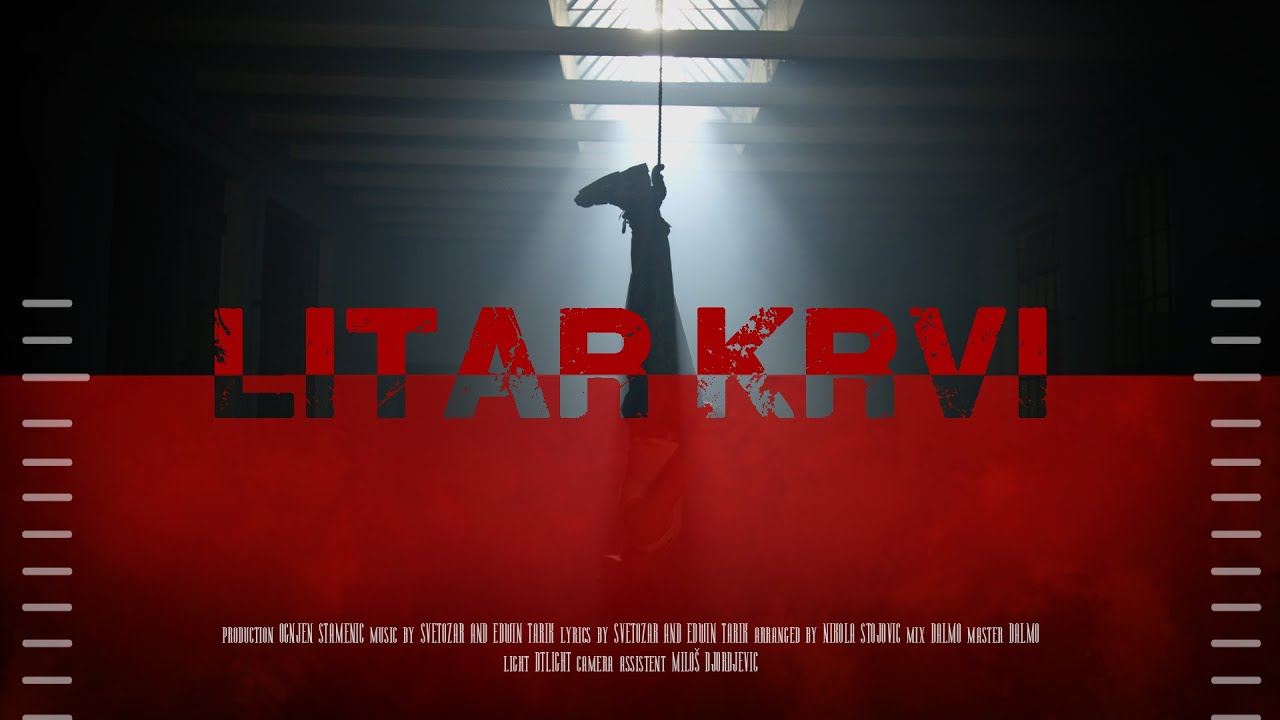 LITAR KRVI
PRODUCTION OGNJEN STAMENIC MUSIC BY SVETOZAR AND EDWIN TARIK LYRICS BY SVETOZAR AND EDWIN TARIK ARRANGED BY NIKOLA STOJOVIC MIX DALMO MASTER DALMO
LIGHT DTLIGHT CAMERA ASSISTENT MILOŠ DJORDJEVIC